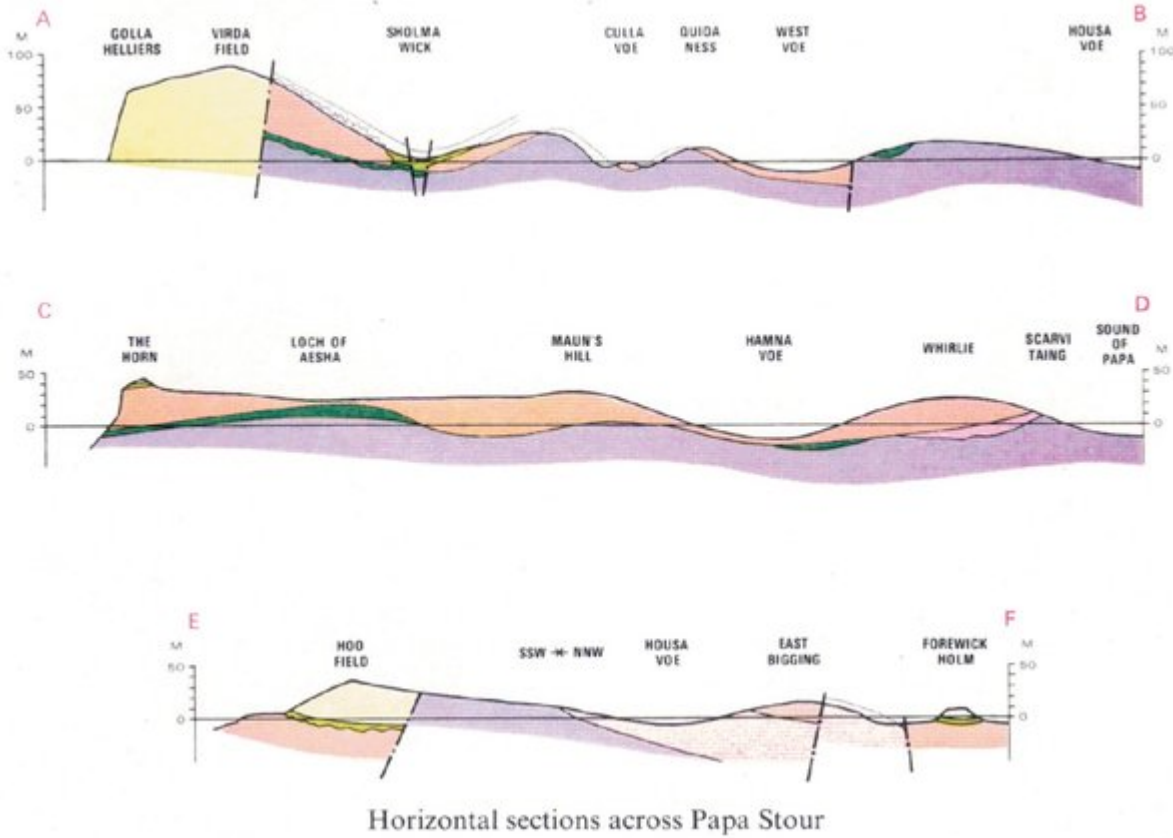 A
B
M
GOLLA
HELLIERS
VIRDA
FIELD
SHOLMA
WICK
CULLA
VOE
QUIDA
NESS
WEST
VOE
HOUSA
VOE
M
100
50
0
100
50
0
C
D
M
THE
HORN
LOCH OF
AESHA
MAUN'S
HILL
HAMNA
VOE
WHIRLIE
SCARVI
TAING
SOUND
OF
PAPA
M
50
0
50
0
E
F
M
HOO
FIELD
SSW NNW
HOUSA
VOE
EAST
BIGGING
FOREWICK
HOLM
M
50
0
50
0
Horizontal sections across Papa Stour